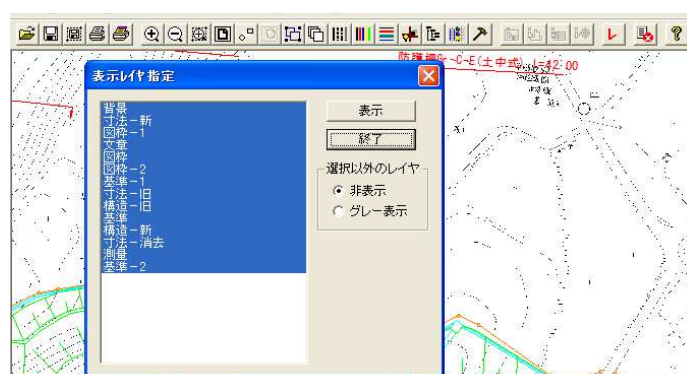 防護柵Gr-C-E(土中式) L=42.00
表示レイヤ指定
背景
寸法－新
図枠－1
文章
図枠
図枠－2
基準－1
寸法－旧
構造－旧
基準
構造－新
寸法－消去
測量
基準－2
表示
終了
選択以外のレイヤ
非表示
グレー表示